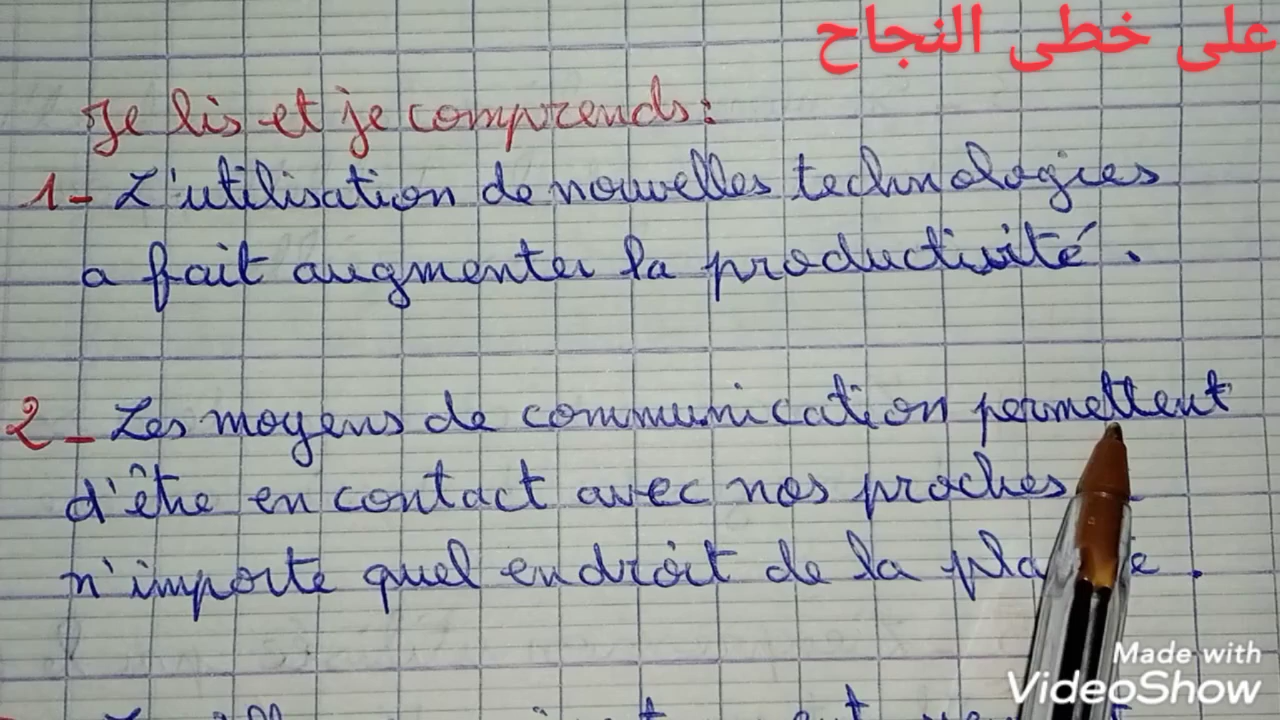 على خطى النجاح
Je lis et je comprends:
1- L'utilisation de nouvelles technologies
a fait augmenter la productivité.
2- Les moyens de communication permettent
d'être en contact avec nos proches
n'importe quel endroit de la
Made with
VideoShow